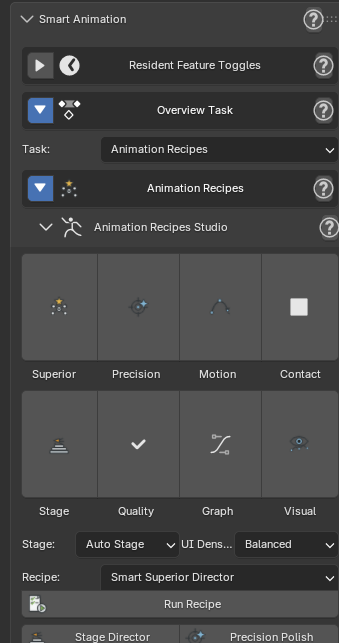 Smart Animation
Resident Feature Toggles
Overview Task
Task: Animation Recipes
Animation Recipes
Animation Recipes Studio
Superior Precision Motion Contact
Stage Quality Graph Visual
Stage: Auto Stage UI Dens... Balanced
Recipe: Smart Superior Director
Run Recipe
Stage Director Precision Polish